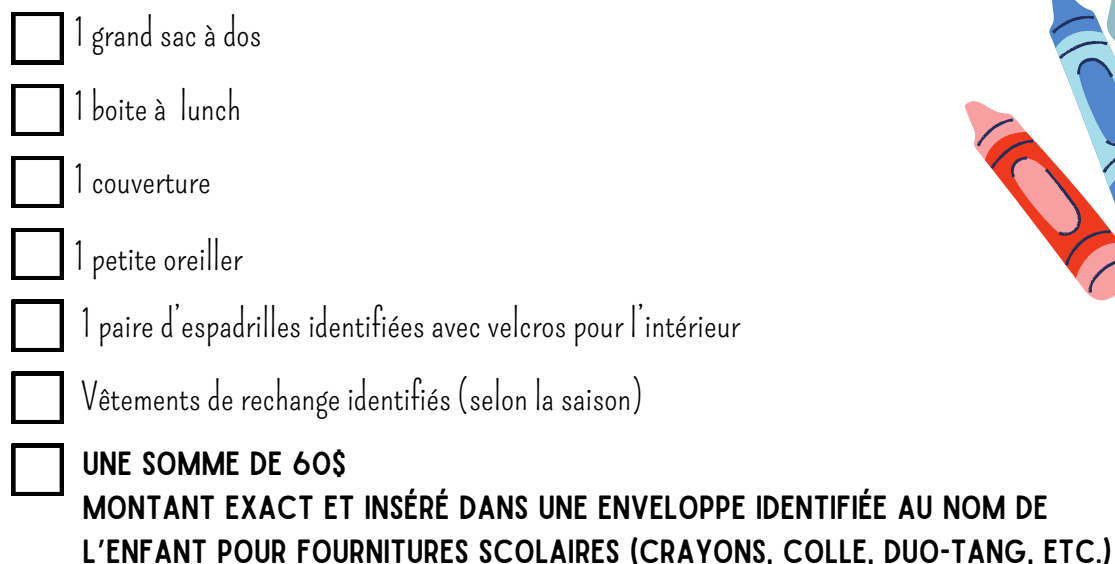 1 grand sac à dos
1 boite à lunch
1 couverture
1 petite oreiller
1 paire d'espadrilles identifiées avec velcros pour l'intérieur
Vêtements de rechange identifiés (selon la saison)
UNE SOMME DE 60$
MONTANT EXACT ET INSÉRÉ DANS UNE ENVELOPPE IDENTIFIÉE AU NOM DE
L'ENFANT POUR FOURNITURES SCOLAIRES (CRAYONS, COLLE, DUO-TANG, ETC.)